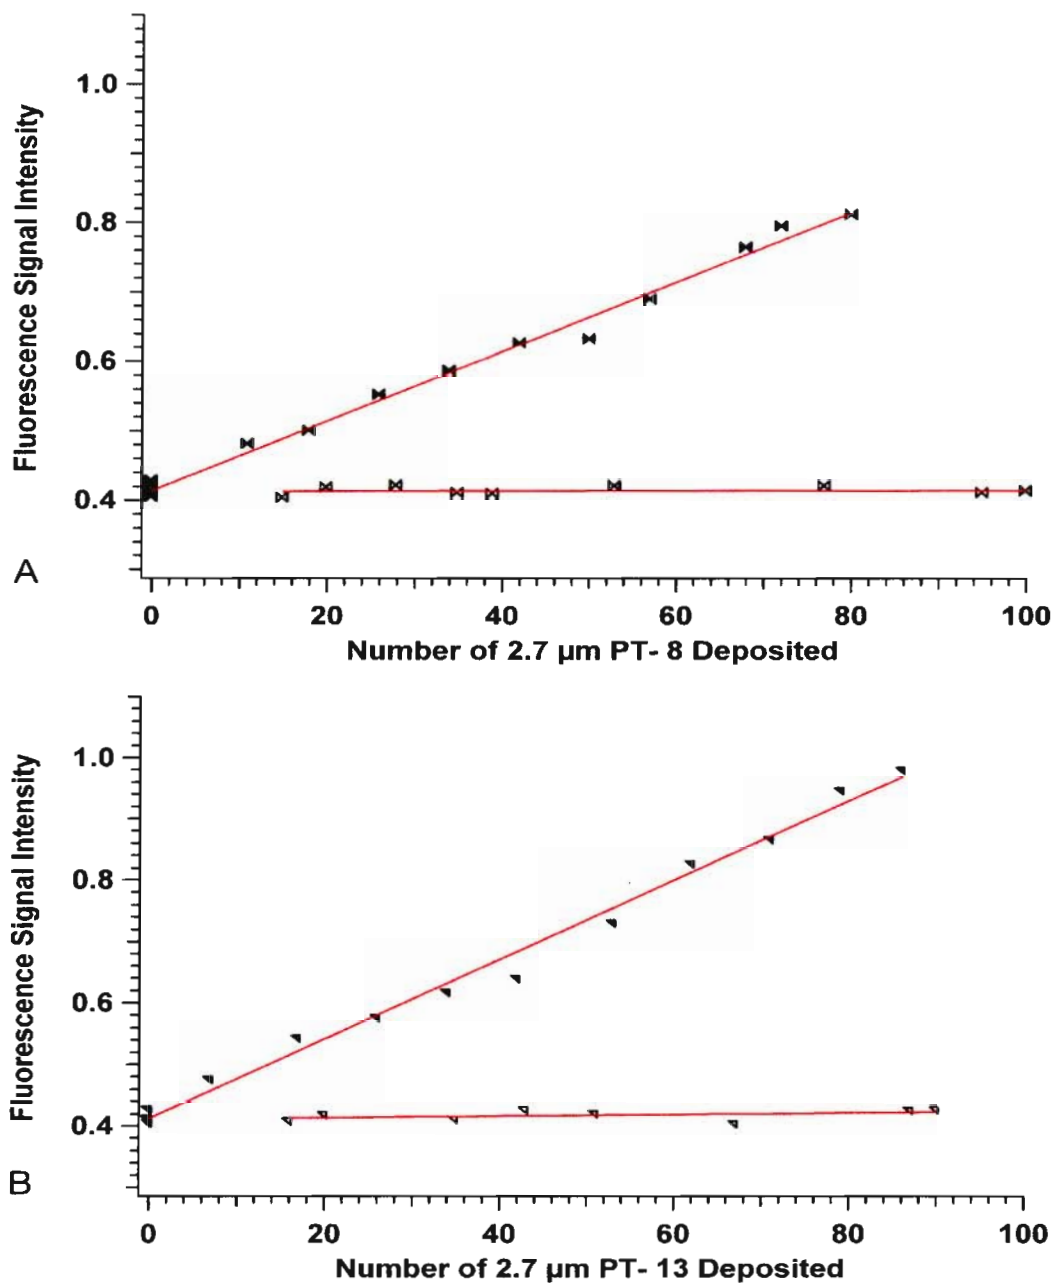 Fluorescence Signal Intensity
1.0
0.8
0.6
0.4
A
0 20 40 60 80 100
Number of 2.7 µm PT- 8 Deposited
Fluorescence Signal Intensity
1.0
0.8
0.6
0.4
B
0 20 40 60 80 100
Number of 2.7 µm PT- 13 Deposited